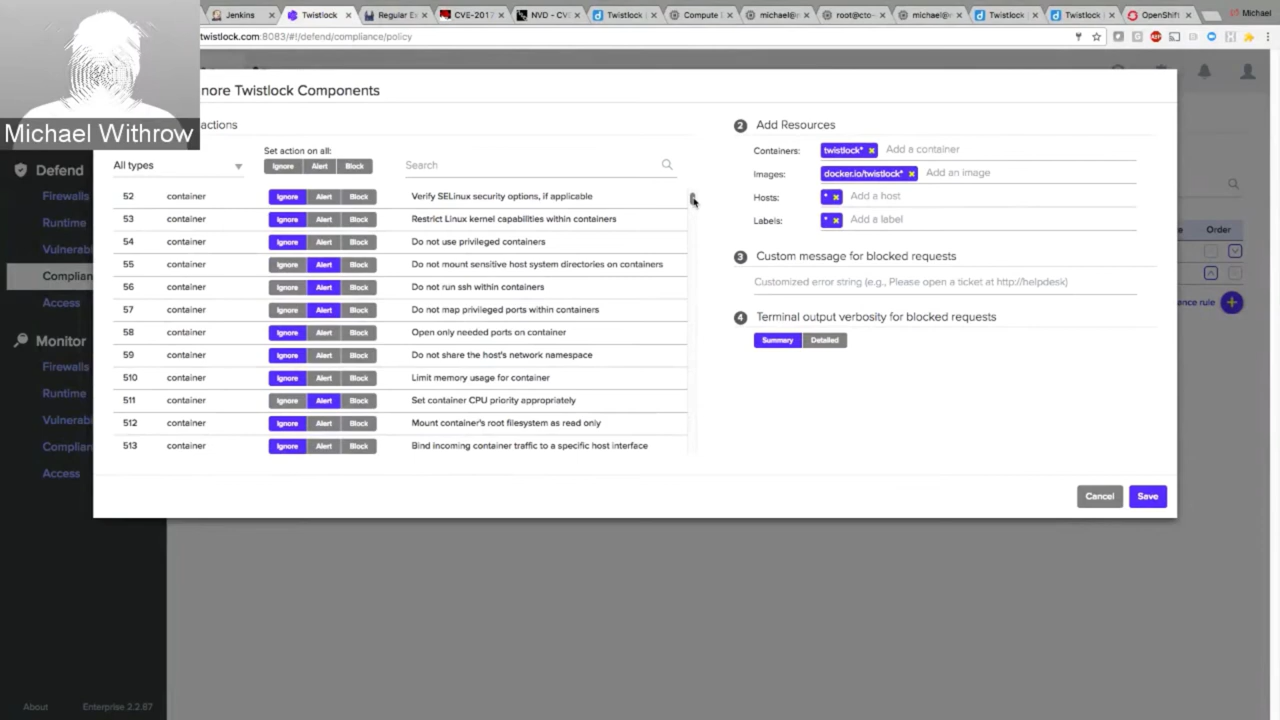 Jenkins Twistlock Regular Ex CVE-2017 NVD - CVE Twistlock Compute michael@ root@cto- michael@ Twistlock Twistlock OpenShift Michael
twistlock.com:8083/#!/defend/compliance/policy
nore Twistlock Components
Michael Withrow
actions
2 Add Resources
Set action on all:
All types Ignore Alert Block Search
Containers: twistlock* × Add a container
Images: docker.io/twistlock* × Add an image
Hosts: * × Add a host
Labels: * × Add a label
52 container Ignore Alert Block Verify SELinux security options, if applicable
53 container Ignore Alert Block Restrict Linux kernel capabilities within containers
54 container Ignore Alert Block Do not use privileged containers
55 container Ignore Alert Block Do not mount sensitive host system directories on containers
56 container Ignore Alert Block Do not run ssh within containers
57 container Ignore Alert Block Do not map privileged ports within containers
58 container Ignore Alert Block Open only needed ports on container
59 container Ignore Alert Block Do not share the host's network namespace
510 container Ignore Alert Block Limit memory usage for container
511 container Ignore Alert Block Set container CPU priority appropriately
512 container Ignore Alert Block Mount container's root filesystem as read only
513 container Ignore Alert Block Bind incoming container traffic to a specific host interface
3 Custom message for blocked requests
Customized error string (e.g., Please open a ticket at http://helpdesk)
4 Terminal output verbosity for blocked requests
Summary Detailed
Cancel Save
Defend
Firewalls
Runtime
Vulnerabi
Complian
Access
Monitor
Firewalls
Runtime
Vulnerabi
Complian
Access
Order
ance rule +
About Enterprise 2.2.87